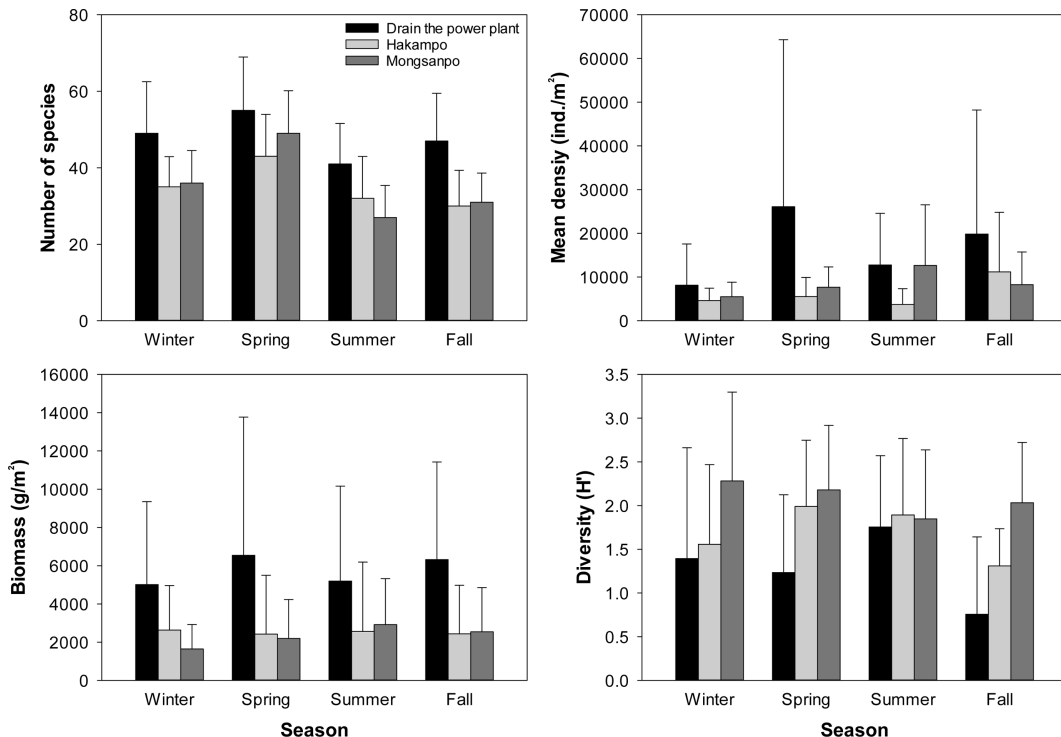 Number of species
80
60
40
20
0
Drain the power plant
Hakampo
Mongsanpo
Winter Spring Summer Fall
Mean densiy (ind./m²)
70000
60000
50000
40000
30000
20000
10000
0
Winter Spring Summer Fall
Biomass (g/m²)
16000
14000
12000
10000
8000
6000
4000
2000
0
Winter Spring Summer Fall
Season
Diversity (H')
3.5
3.0
2.5
2.0
1.5
1.0
0.5
0.0
Winter Spring Summer Fall
Season